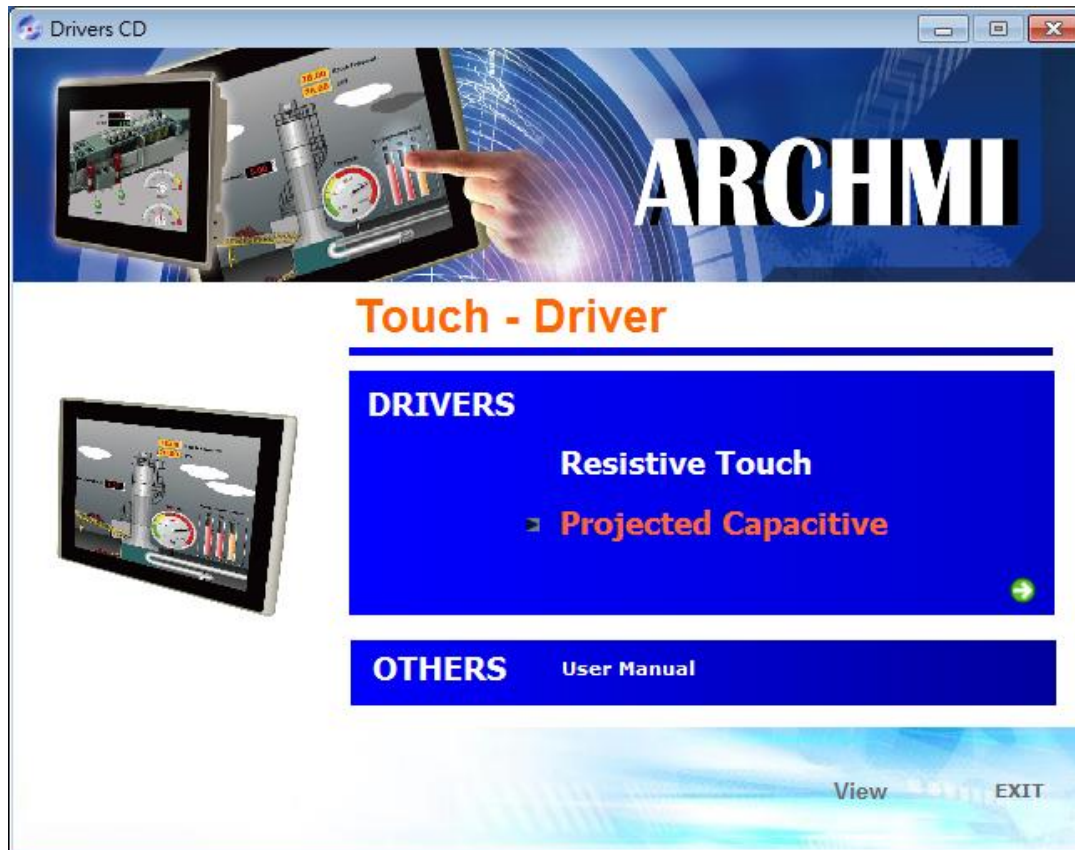 Drivers CD
ARCHMI
Touch - Driver
DRIVERS
Resistive Touch
Projected Capacitive
OTHERS
User Manual
View
EXIT